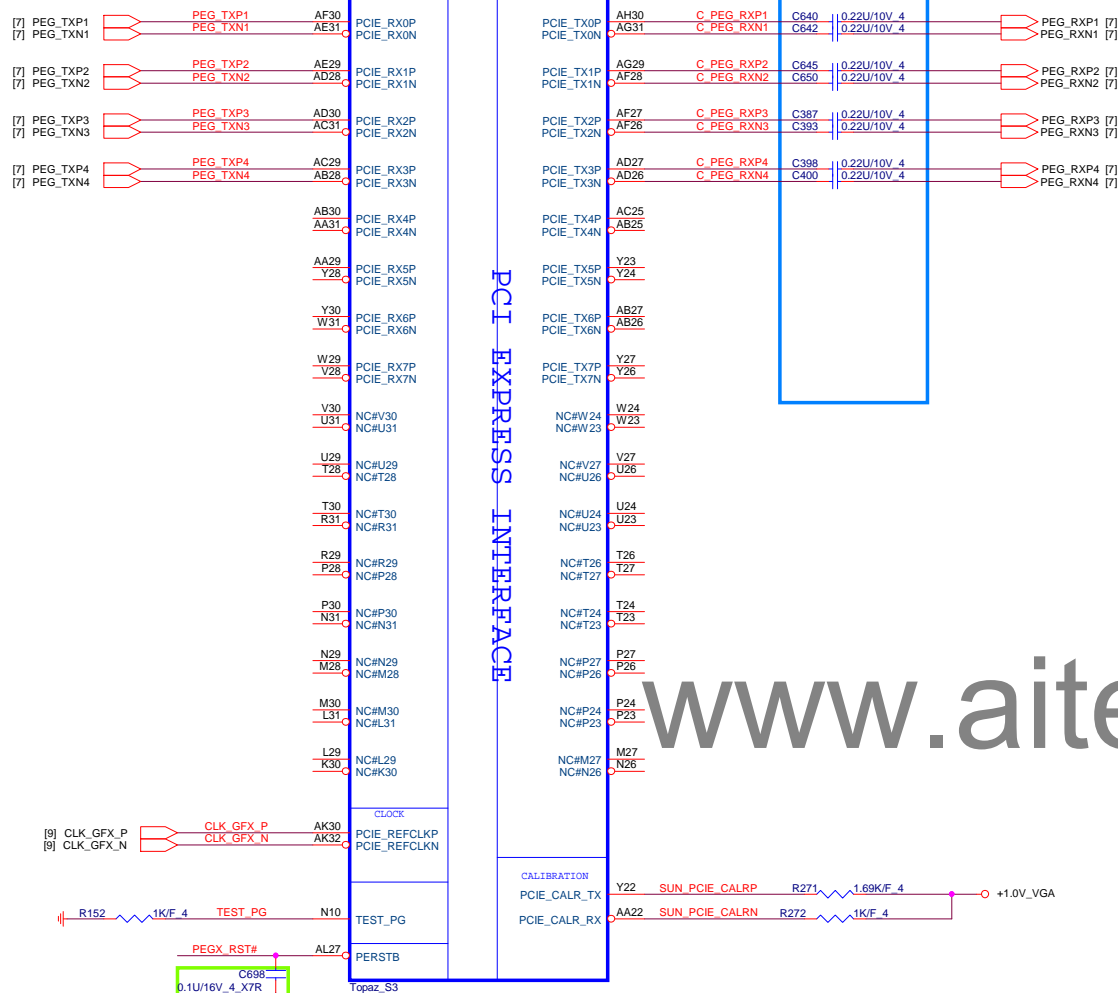 [7] PEG_TXP1 PEG_TXP1 AF30 PCIE_RX0P PCIE_TX0P AH30 C_PEG_RXP1 C640 0.22U/10V_4 PEG_RXP1 [7]
[7] PEG_TXN1 PEG_TXN1 AE31 PCIE_RX0N PCIE_TX0N AG31 C_PEG_RXN1 C642 0.22U/10V_4 PEG_RXN1 [7]
[7] PEG_TXP2 PEG_TXP2 AE29 PCIE_RX1P PCIE_TX1P AG29 C_PEG_RXP2 C645 0.22U/10V_4 PEG_RXP2 [7]
[7] PEG_TXN2 PEG_TXN2 AD28 PCIE_RX1N PCIE_TX1N AF28 C_PEG_RXN2 C650 0.22U/10V_4 PEG_RXN2 [7]
[7] PEG_TXP3 PEG_TXP3 AD30 PCIE_RX2P PCIE_TX2P AF27 C_PEG_RXP3 C387 0.22U/10V_4 PEG_RXP3 [7]
[7] PEG_TXN3 PEG_TXN3 AC31 PCIE_RX2N PCIE_TX2N AF26 C_PEG_RXN3 C393 0.22U/10V_4 PEG_RXN3 [7]
[7] PEG_TXP4 PEG_TXP4 AC29 PCIE_RX3P PCIE_TX3P AD27 C_PEG_RXP4 C398 0.22U/10V_4 PEG_RXP4 [7]
[7] PEG_TXN4 PEG_TXN4 AB28 PCIE_RX3N PCIE_TX3N AD26 C_PEG_RXN4 C400 0.22U/10V_4 PEG_RXN4 [7]
AB30 PCIE_RX4P PCIE_TX4P AC25
AA31 PCIE_RX4N PCIE_TX4N AB25
AA29 PCIE_RX5P PCIE_TX5P Y23
Y28 PCIE_RX5N PCIE_TX5N Y24
Y30 PCIE_RX6P PCIE_TX6P AB27
W31 PCIE_RX6N PCIE_TX6N AB26
W29 PCIE_RX7P PCIE_TX7P Y27
V28 PCIE_RX7N PCIE_TX7N Y26
V30 NC#V30 NC#W24 W24
U31 NC#U31 NC#W23 W23
U29 NC#U29 NC#V27 V27
T28 NC#T28 NC#U26 U26
T30 NC#T30 NC#U24 U24
R31 NC#R31 NC#U23 U23
R29 NC#R29 NC#T26 T26
P28 NC#P28 NC#T27 T27
P30 NC#P30 NC#T24 T24
N31 NC#N31 NC#T23 T23
N29 NC#N29 NC#P27 P27
M28 NC#M28 NC#P26 P26
M30 NC#M30 NC#P24 P24
L31 NC#L31 NC#P23 P23
L29 NC#L29 NC#M27 M27
K30 NC#K30 NC#N26 N26
PCI EXPRESS INTERFACE
www.aite
CLOCK
[9] CLK_GFX_P CLK_GFX_P AK30 PCIE_REFCLKP
[9] CLK_GFX_N CLK_GFX_N AK32 PCIE_REFCLKN
CALIBRATION
PCIE_CALR_TX Y22 SUN_PCIE_CALRP R271 1.69K/F_4 +1.0V_VGA
PCIE_CALR_RX AA22 SUN_PCIE_CALRN R272 1K/F_4
R152 1K/F_4 TEST_PG N10 TEST_PG
PEGX_RST# AL27 PERSTB
C698
0.1U/16V_4_X7R
Topaz_S3